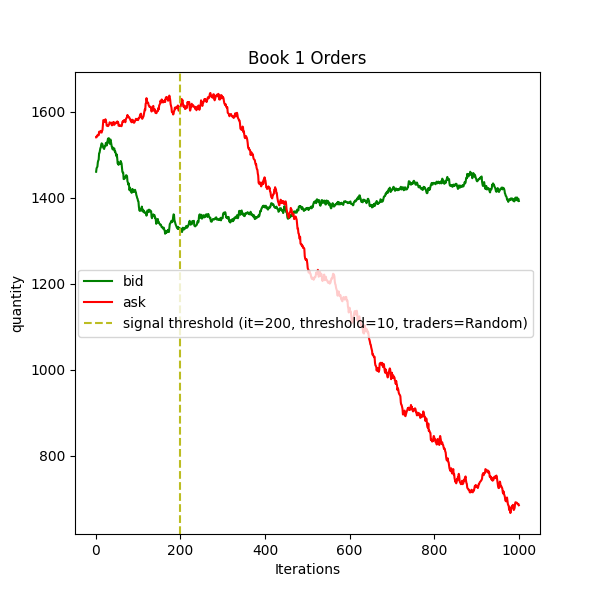 Book 1 Orders
quantity
1600
1400
1200
1000
800
bid
ask
signal threshold (it=200, threshold=10, traders=Random)
0 200 400 600 800 1000
Iterations